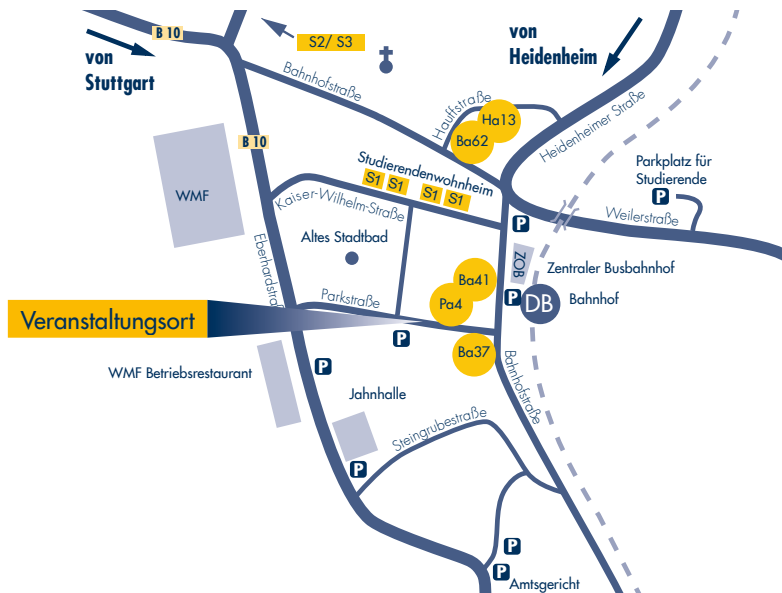 B 10
S2/ S3
von
Stuttgart
von
Heidenheim
Bahnhofstraße
Hauffstraße
Ha13
Ba62
Heidenheimer Straße
B 10
WMF
Studierendenwohnheim
S1
S1
S1
S1
Parkplatz für
Studierende
P
Kaiser-Wilhelm-Straße
P
Weilerstraße
Altes Stadtbad
ZOB
Zentraler Busbahnhof
Eberhardstraße
Ba41
Pa4
P
DB
Bahnhof
Parkstraße
Veranstaltungsort
P
Ba37
P
WMF Betriebsrestaurant
Bahnhofstraße
Jahnhalle
Steingrubestraße
P
P
P
Amtsgericht